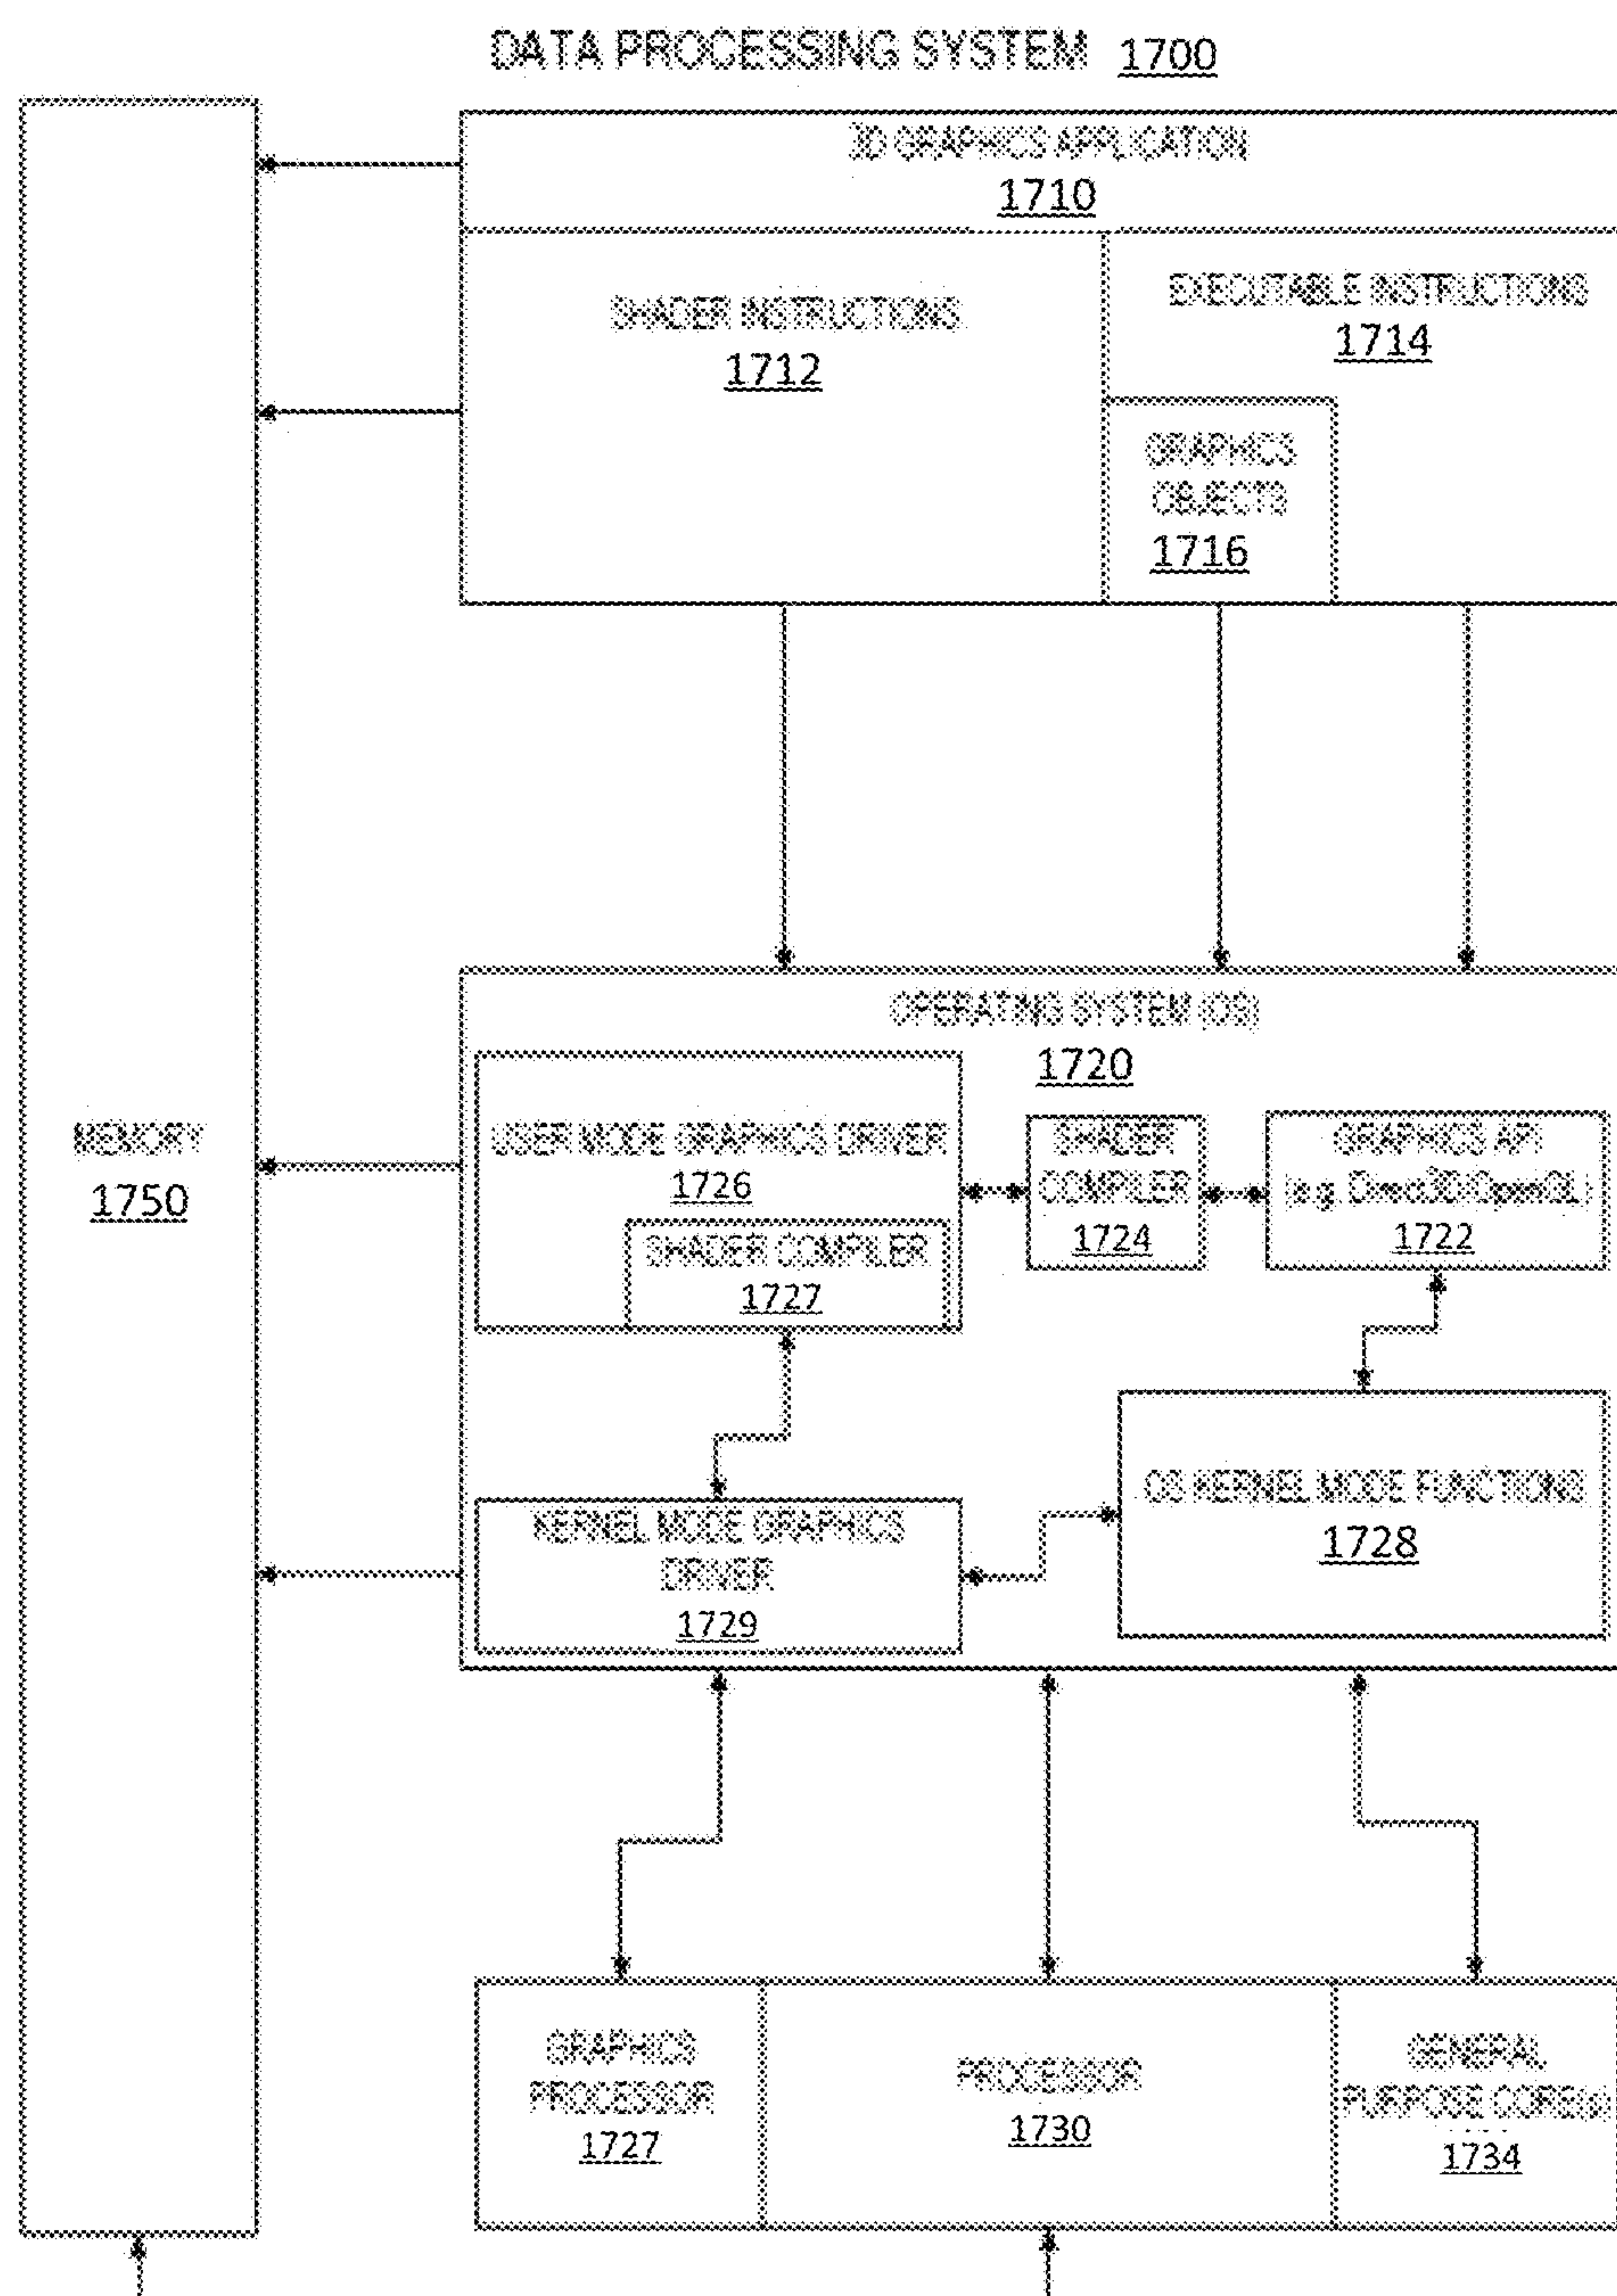 DATA PROCESSING SYSTEM 1700
3D GRAPHICS APPLICATION
1710
SHADER INSTRUCTIONS
1712
EXECUTABLE INSTRUCTIONS
1714
GRAPHICS
OBJECTS
1716
OPERATING SYSTEM (OS)
1720
MEMORY
1750
USER MODE GRAPHICS DRIVER
1726
SHADER COMPILER
1727
SHADER
COMPILER
1724
GRAPHICS API
(e.g. Direct3D/OpenGL)
1722
KERNEL MODE GRAPHICS
DRIVER
1729
OS KERNEL MODE FUNCTIONS
1728
GRAPHICS
PROCESSOR
1727
PROCESSOR
1730
GENERAL
PURPOSE CORE(s)
1734